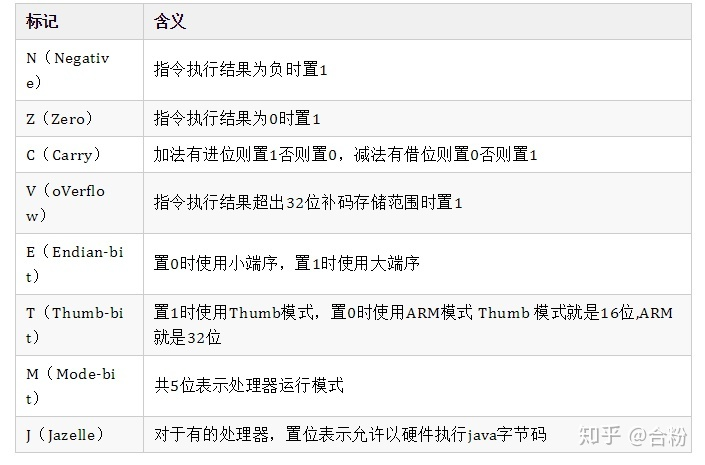 标记 含义
N（Negativ
e） 指令执行结果为负时置1
Z（Zero） 指令执行结果为0时置1
C（Carry） 加法有进位则置1否则置0，减法有借位则置0否则置1
V（oVerflo
w） 指令执行结果超出32位补码存储范围时置1
E（Endian-bi
t） 置0时使用小端序，置1时使用大端序
T（Thumb-bi
t） 置1时使用Thumb模式，置0时使用ARM模式 Thumb 模式就是16位,ARM
就是32位
M（Mode-bi
t） 共5位表示处理器运行模式
J（Jazelle） 对于有的处理器，置位表示允许以硬件执行java字节码
知乎 @合粉